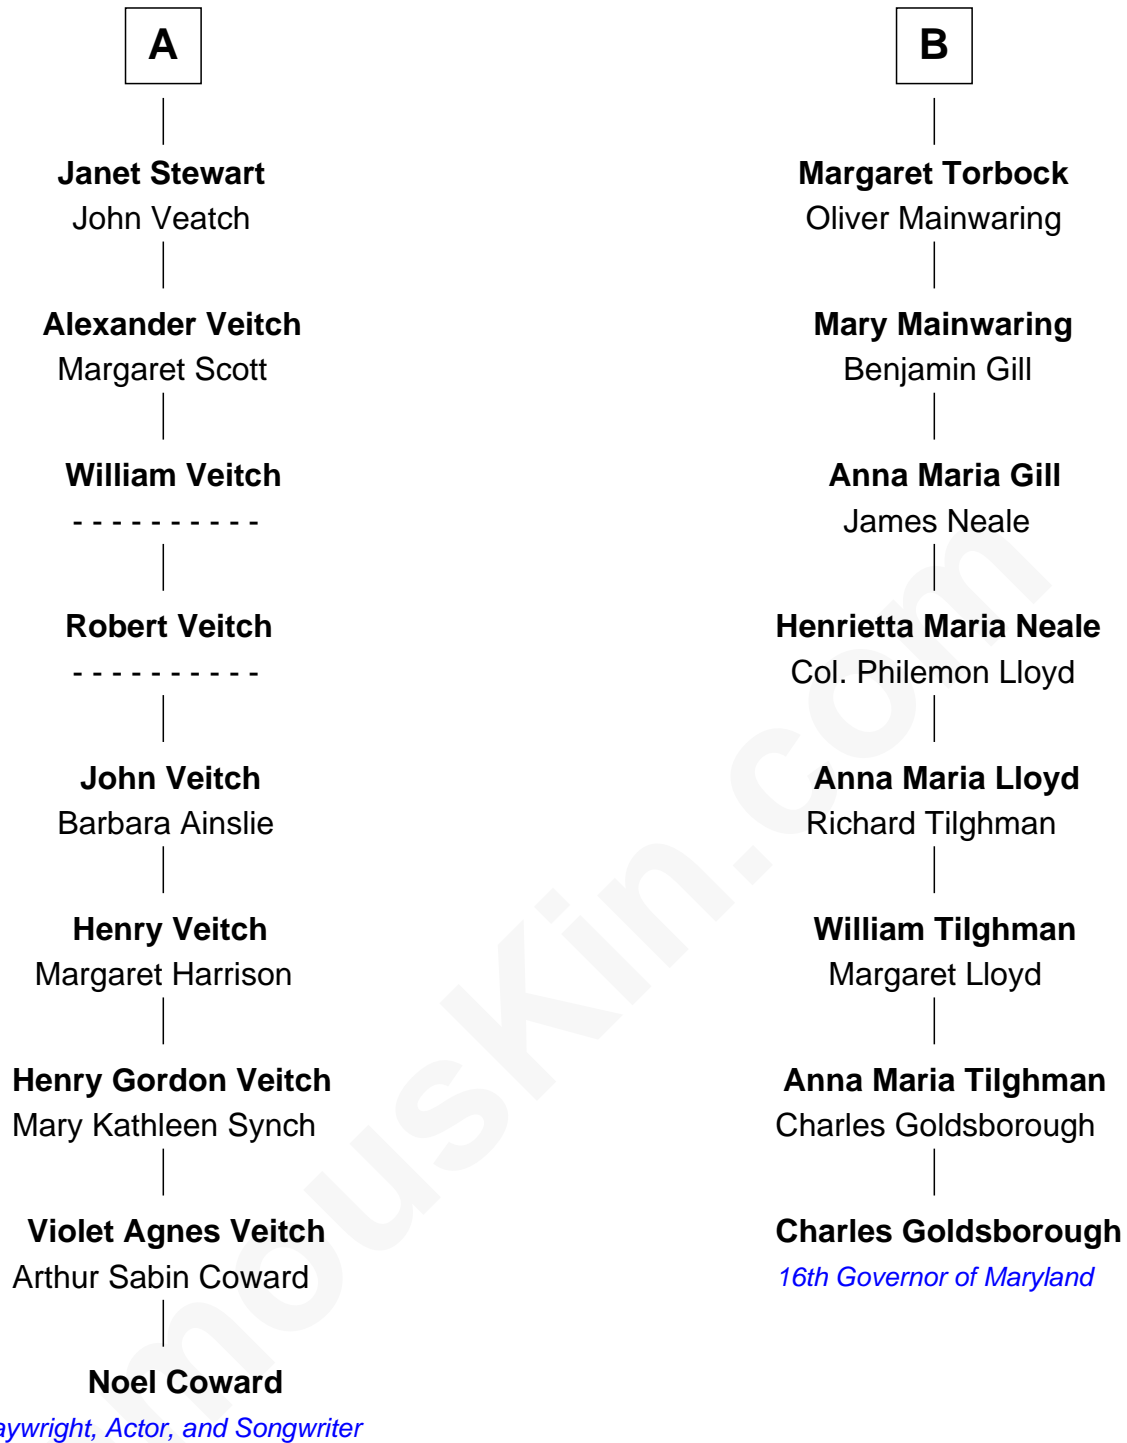 A
Janet Stewart
John Veatch
Alexander Veitch
Margaret Scott
William Veitch
- - - - - - - - - -
Robert Veitch
- - - - - - - - - -
John Veitch
Barbara Ainslie
Henry Veitch
Margaret Harrison
Henry Gordon Veitch
Mary Kathleen Synch
Violet Agnes Veitch
Arthur Sabin Coward
Noel Coward
aywright, Actor, and Songwriter
B
Margaret Torbock
Oliver Mainwaring
Mary Mainwaring
Benjamin Gill
Anna Maria Gill
James Neale
Henrietta Maria Neale
Col. Philemon Lloyd
Anna Maria Lloyd
Richard Tilghman
William Tilghman
Margaret Lloyd
Anna Maria Tilghman
Charles Goldsborough
Charles Goldsborough
16th Governor of Maryland
mouskin.com